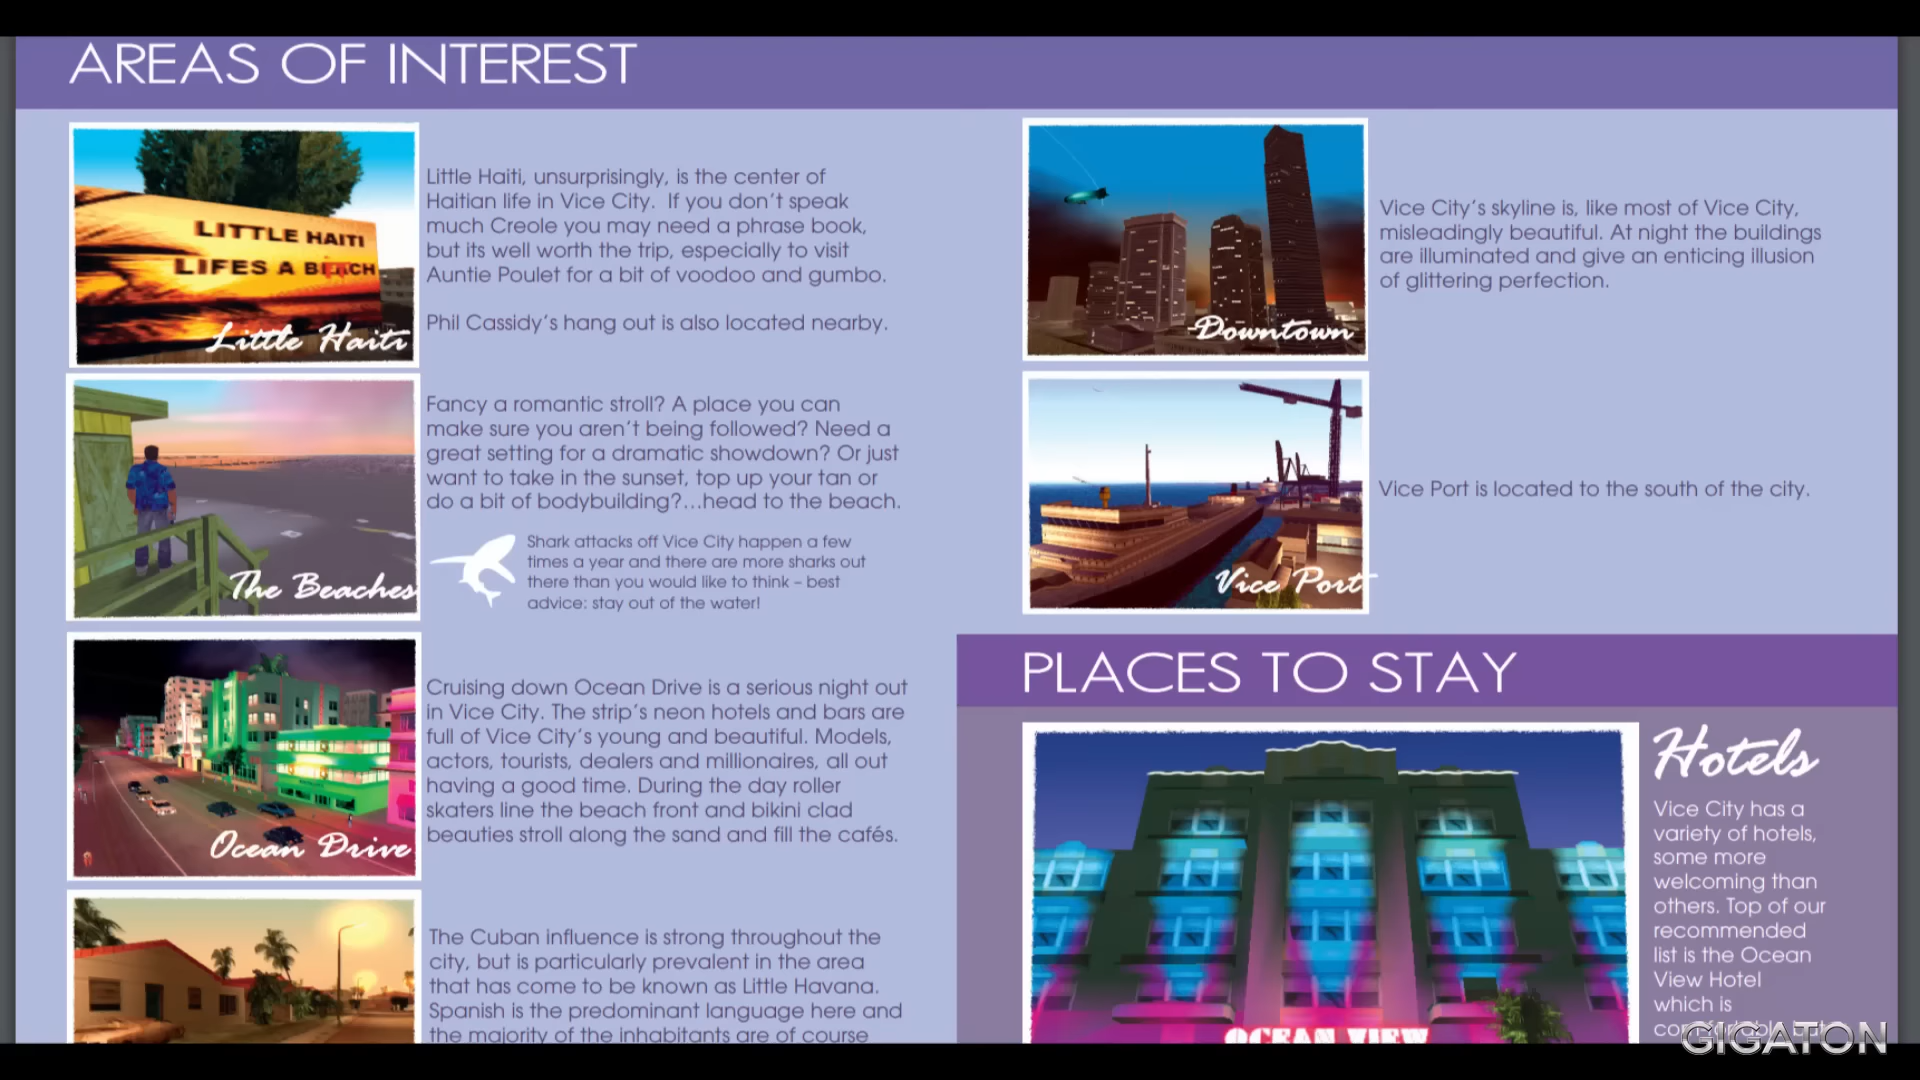 AREAS OF INTEREST
LITTLE HAITI
LIFES A BEACH
Little Haiti
Little Haiti, unsurprisingly, is the center of
Haitian life in Vice City.  If you don't speak
much Creole you may need a phrase book,
but its well worth the trip, especially to visit
Auntie Poulet for a bit of voodoo and gumbo.
Phil Cassidy's hang out is also located nearby.
The Beaches
Fancy a romantic stroll? A place you can
make sure you aren't being followed? Need a
great setting for a dramatic showdown? Or just
want to take in the sunset, top up your tan or
do a bit of bodybuilding?...head to the beach.
Shark attacks off Vice City happen a few
times a year and there are more sharks out
there than you would like to think – best
advice: stay out of the water!
Ocean Drive
Cruising down Ocean Drive is a serious night out
in Vice City. The strip's neon hotels and bars are
full of Vice City's young and beautiful. Models,
actors, tourists, dealers and millionaires, all out
having a good time. During the day roller
skaters line the beach front and bikini clad
beauties stroll along the sand and fill the cafés.
The Cuban influence is strong throughout the
city, but is particularly prevalent in the area
that has come to be known as Little Havana.
Spanish is the predominant language here and
the majority of the inhabitants are of course
Downtown
Vice City's skyline is, like most of Vice City,
misleadingly beautiful. At night the buildings
are illuminated and give an enticing illusion
of glittering perfection.
Vice Port
Vice Port is located to the south of the city.
PLACES TO STAY
OCEAN VIEW
Hotels
Vice City has a
variety of hotels,
some more
welcoming than
others. Top of our
recommended
list is the Ocean
View Hotel
which is
comfortable but
GIGATON